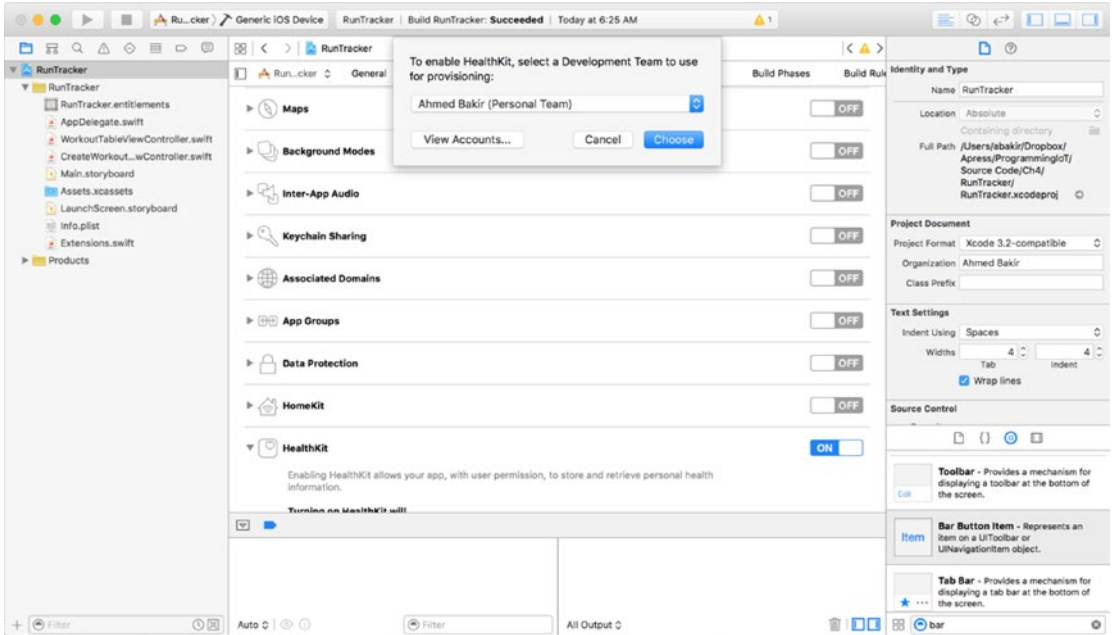 Ru...cker
Generic iOS Device
RunTracker
Build RunTracker: Succeeded
Today at 6:25 AM
1
RunTracker
RunTracker
RunTracker.entitlements
AppDelegate.swift
WorkoutTableViewController.swift
CreateWorkout...wController.swift
Main.storyboard
Assets.xcassets
LaunchScreen.storyboard
Info.plist
Extensions.swift
Products
Filter
RunTracker
Run...cker
General
Build Phases
To enable HealthKit, select a Development Team to use
for provisioning:
Ahmed Bakir (Personal Team)
View Accounts...
Cancel
Choose
Maps
OFF
Background Modes
OFF
Inter-App Audio
OFF
Keychain Sharing
OFF
Associated Domains
OFF
App Groups
OFF
Data Protection
OFF
HomeKit
OFF
HealthKit
ON
Enabling HealthKit allows your app, with user permission, to store and retrieve personal health
information.
Turning on HealthKit will
Auto
Filter
All Output
Identity and Type
Name RunTracker
Location Absolute
Containing directory
Full Path /Users/abakir/Dropbox/
Apress/ProgrammingIoT/
Source Code/Ch4/
RunTracker/
RunTracker.xcodeproj
Project Document
Project Format Xcode 3.2-compatible
Organization Ahmed Bakir
Class Prefix
Text Settings
Indent Using Spaces
Widths 4 4
Tab Indent
Wrap lines
Source Control
Edit
Toolbar - Provides a mechanism for
displaying a toolbar at the bottom of
the screen.
Item
Bar Button Item - Represents an
item on a UIToolbar or
UINavigationItem object.
Tab Bar - Provides a mechanism for
displaying a tab bar at the bottom of
the screen.
bar